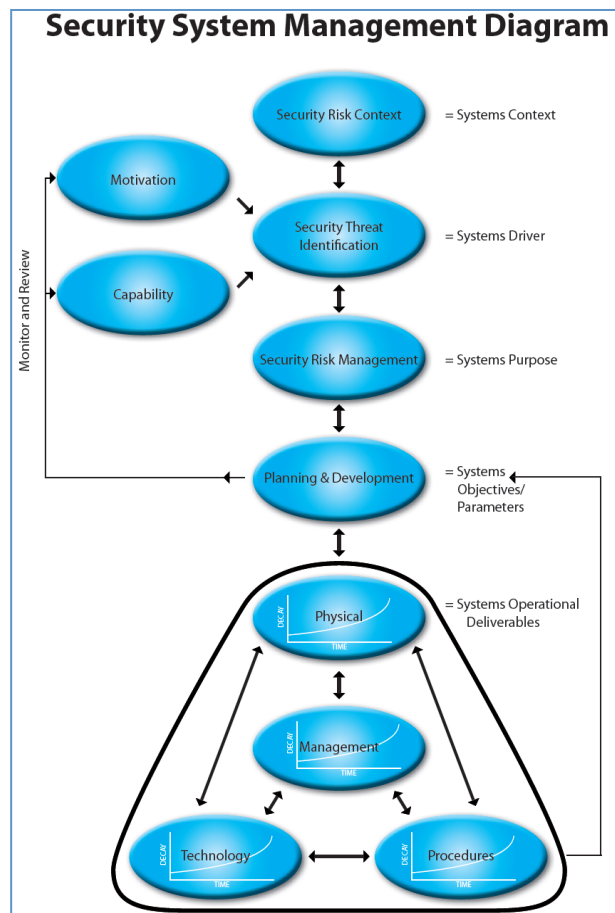 Security System Management Diagram
Security Risk Context
= Systems Context
Motivation
Security Threat
Identification
= Systems Driver
Capability
Monitor and Review
Security Risk Management
= Systems Purpose
Planning & Development
= Systems
Objectives/
Parameters
Physical
DECAY
TIME
= Systems Operational
Deliverables
Management
DECAY
TIME
Technology
DECAY
TIME
Procedures
DECAY
TIME